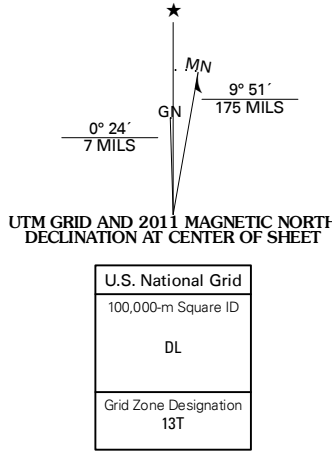 ★
MN
GN
9° 51´
175 MILS
0° 24´
7 MILS
UTM GRID AND 2011 MAGNETIC NORTH
DECLINATION AT CENTER OF SHEET
U.S. National Grid
100,000-m Square ID
DL
Grid Zone Designation
13T